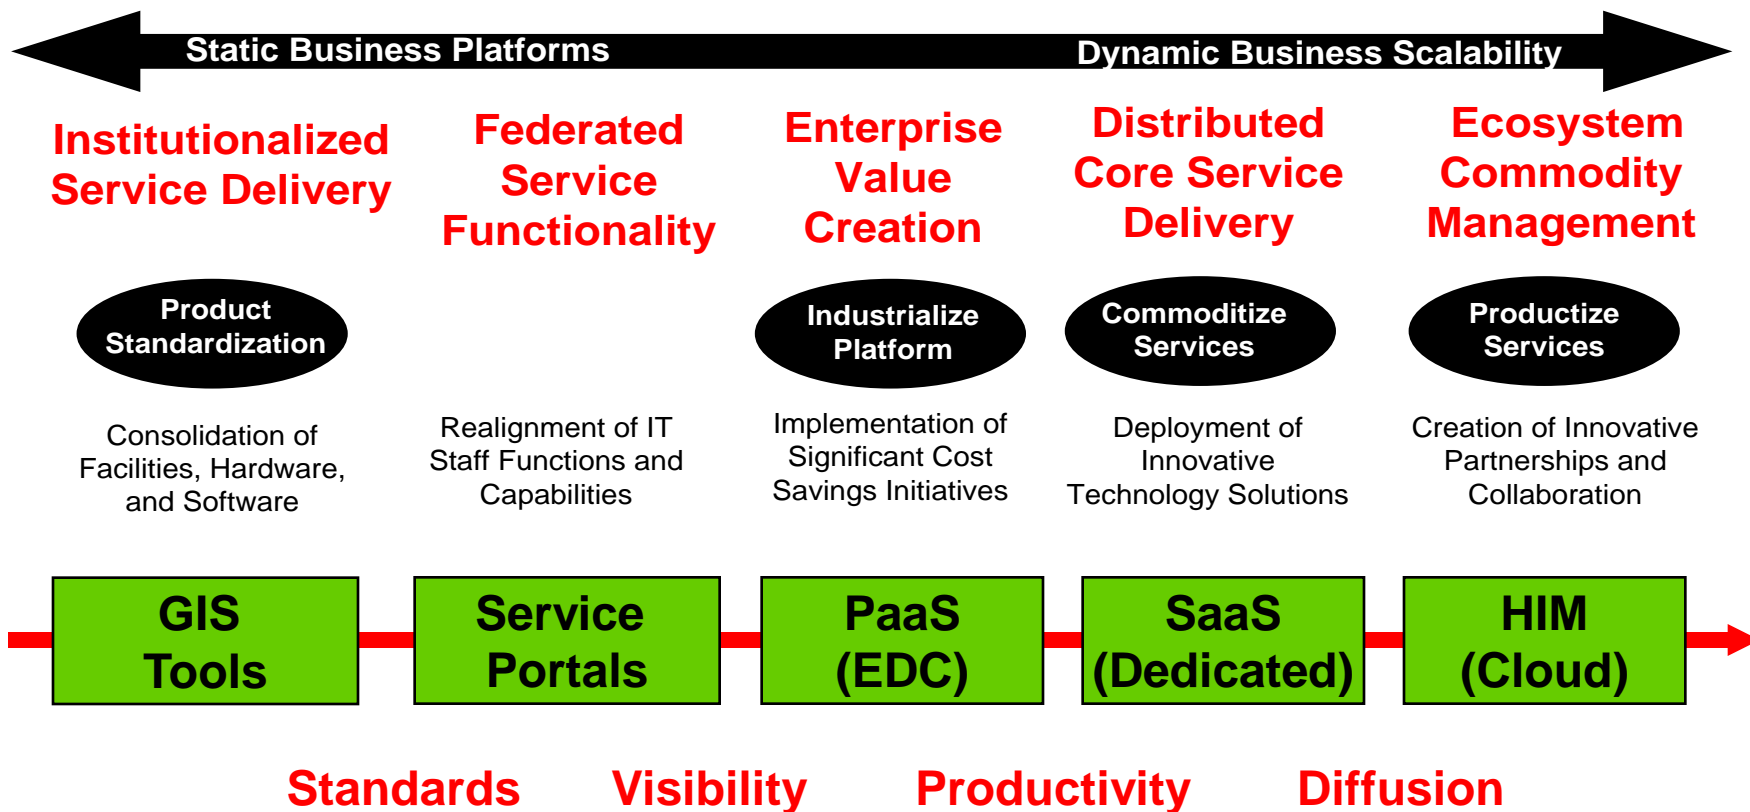 Static Business Platforms
Dynamic Business Scalability
Institutionalized
Service Delivery
Federated
Service
Functionality
Enterprise
Value
Creation
Distributed
Core Service
Delivery
Ecosystem
Commodity
Management
Product
Standardization
Industrialize
Platform
Commoditize
Services
Productize
Services
Consolidation of
Facilities, Hardware,
and Software
Realignment of IT
Staff Functions and
Capabilities
Implementation of
Significant Cost
Savings Initiatives
Deployment of
Innovative
Technology Solutions
Creation of Innovative
Partnerships and
Collaboration
GIS
Tools
Service
Portals
PaaS
(EDC)
SaaS
(Dedicated)
HIM
(Cloud)
Standards
Visibility
Productivity
Diffusion